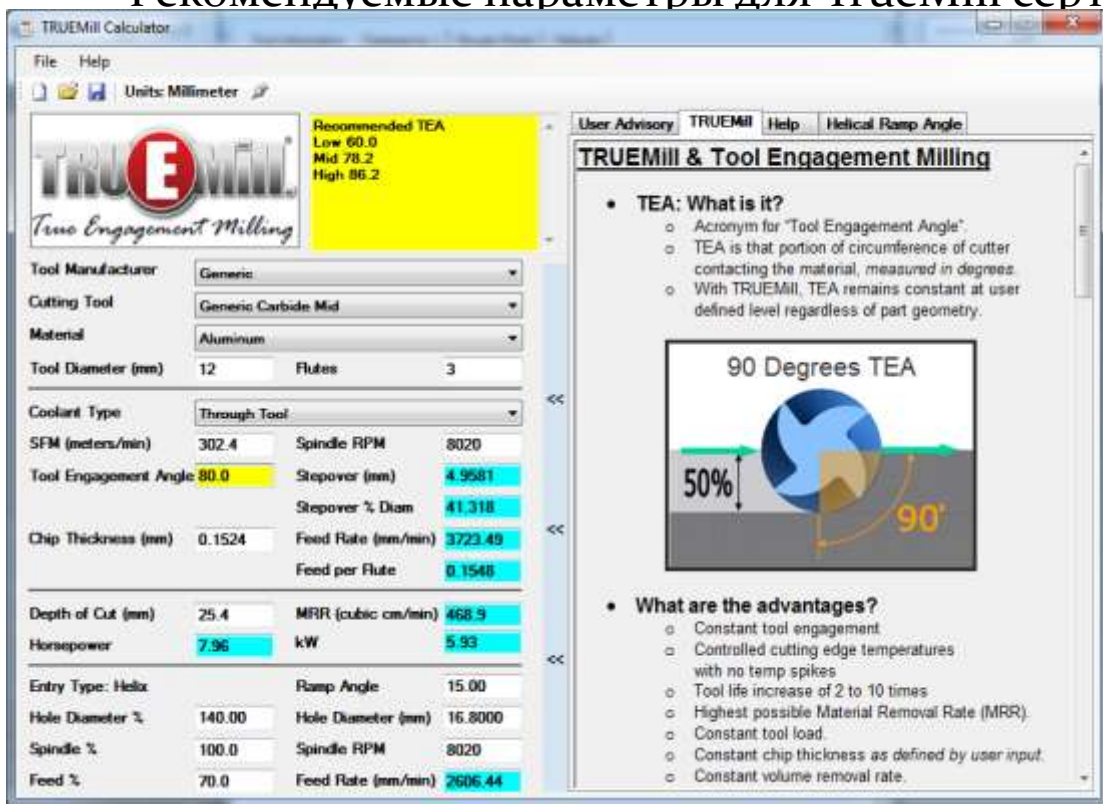 Рекомендуемые параметры для TrueMill серт
TRUEMill Calculator
File Help
Units: Millimeter
TRUEMill
True Engagement Milling
Recommended TEA
Low 60.0
Mid 78.2
High 86.2
Tool Manufacturer Generic
Cutting Tool Generic Carbide Mid
Material Aluminum
Tool Diameter (mm) 12 Flutes 3
Coolant Type Through Tool
SFM (meters/min) 302.4 Spindle RPM 8020
Tool Engagement Angle 80.0 Stepover (mm) 4.9581
Stepover % Diam 41.318
Chip Thickness (mm) 0.1524 Feed Rate (mm/min) 3723.49
Feed per Flute 0.1548
Depth of Cut (mm) 25.4 MRR (cubic cm/min) 468.9
Horsepower 7.96 kW 5.93
Entry Type: Helix Ramp Angle 15.00
Hole Diameter % 140.00 Hole Diameter (mm) 16.8000
Spindle % 100.0 Spindle RPM 8020
Feed % 70.0 Feed Rate (mm/min) 2606.44
<<
<<
<<
User Advisory TRUEMill Help Helical Ramp Angle
TRUEMill & Tool Engagement Milling
• TEA: What is it?
o Acronym for "Tool Engagement Angle".
o TEA is that portion of circumference of cutter
contacting the material, measured in degrees.
o With TRUEMill, TEA remains constant at user
defined level regardless of part geometry.
90 Degrees TEA
50%
90°
• What are the advantages?
o Constant tool engagement
o Controlled cutting edge temperatures
with no temp spikes
o Tool life increase of 2 to 10 times
o Highest possible Material Removal Rate (MRR).
o Constant tool load.
o Constant chip thickness as defined by user input.
o Constant volume removal rate.